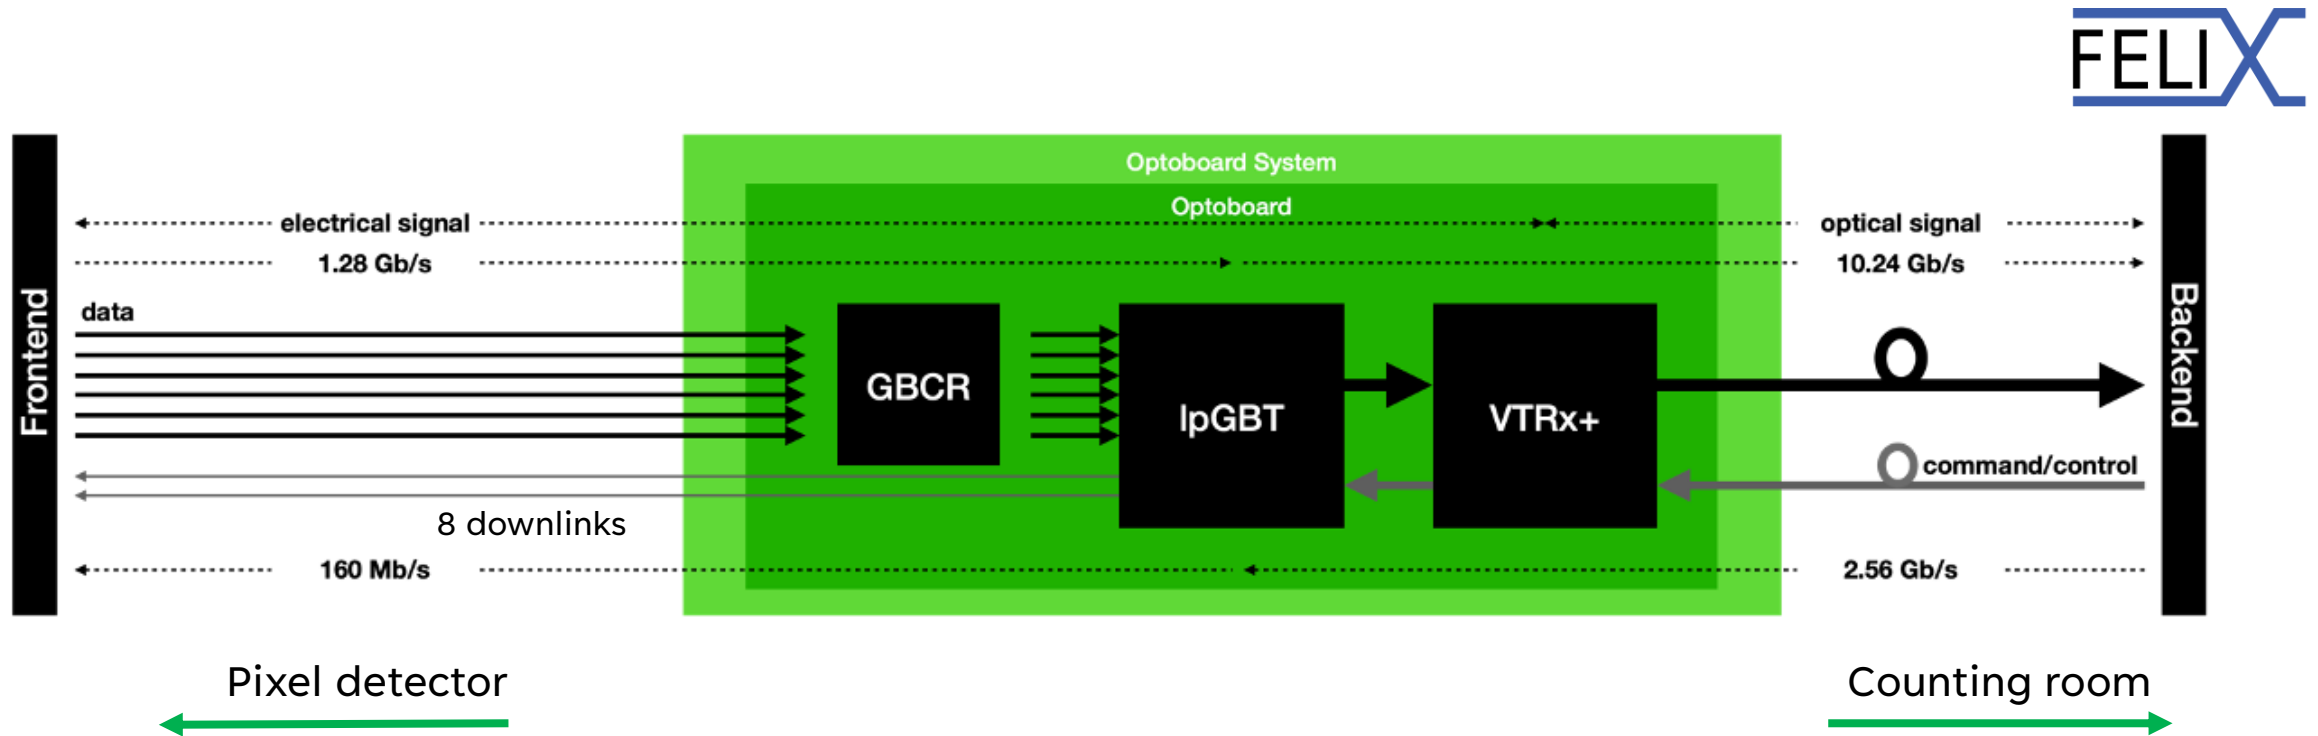 FELIX
Optoboard System
Optoboard
electrical signal
optical signal
1.28 Gb/s
10.24 Gb/s
data
Frontend
GBCR
lpGBT
VTRx+
Backend
command/control
8 downlinks
160 Mb/s
2.56 Gb/s
Pixel detector
Counting room